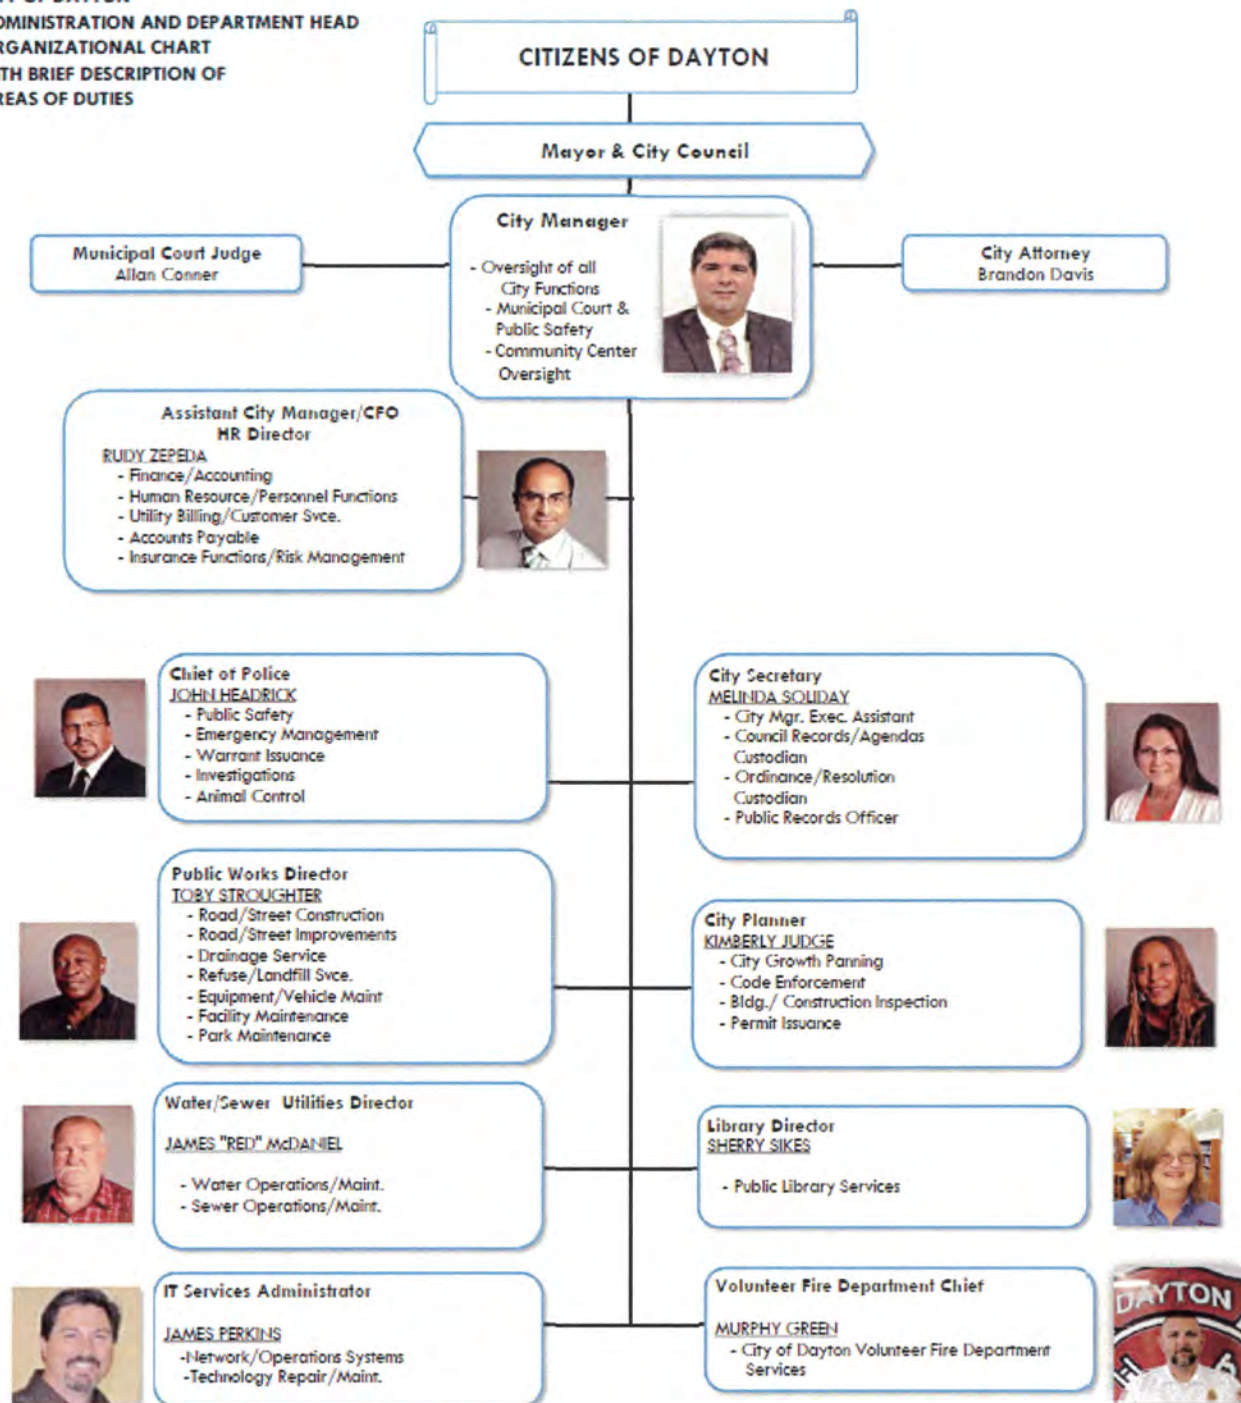 OF DAYTON
ADMINISTRATION AND DEPARTMENT HEAD
ORGANIZATIONAL CHART
WITH BRIEF DESCRIPTION OF
AREAS OF DUTIES
CITIZENS OF DAYTON
Mayor & City Council
City Manager
- Oversight of all
City Functions
- Municipal Court &
Public Safety
- Community Center
Oversight
Municipal Court Judge
Allan Conner
City Attorney
Brandon Davis
Assistant City Manager/CFO
HR Director
RUDY ZEPEDA
- Finance/Accounting
- Human Resource/Personnel Functions
- Utility Billing/Customer Svce.
- Accounts Payable
- Insurance Functions/Risk Management
Chief of Police
JOHN HEADRICK
- Public Safety
- Emergency Management
- Warrant Issuance
- Investigations
- Animal Control
City Secretary
MELINDA SOLIDAY
- City Mgr. Exec. Assistant
- Council Records/Agendas
Custodian
- Ordinance/Resolution
Custodian
- Public Records Officer
Public Works Director
TOBY STROUGHTER
- Road/Street Construction
- Road/Street Improvements
- Drainage Service
- Refuse/Landfill Svce.
- Equipment/Vehicle Maint
- Facility Maintenance
- Park Maintenance
City Planner
KIMBERLY JUDGE
- City Growth Panning
- Code Enforcement
- Bldg./ Construction Inspection
- Permit Issuance
Water/Sewer Utilities Director
JAMES "RED" McDANIEL
- Water Operations/Maint.
- Sewer Operations/Maint.
Library Director
SHERRY SIKES
- Public Library Services
IT Services Administrator
JAMES PERKINS
-Network/Operations Systems
-Technology Repair/Maint.
Volunteer Fire Department Chief
MURPHY GREEN
- City of Dayton Volunteer Fire Department
Services
DAYTON